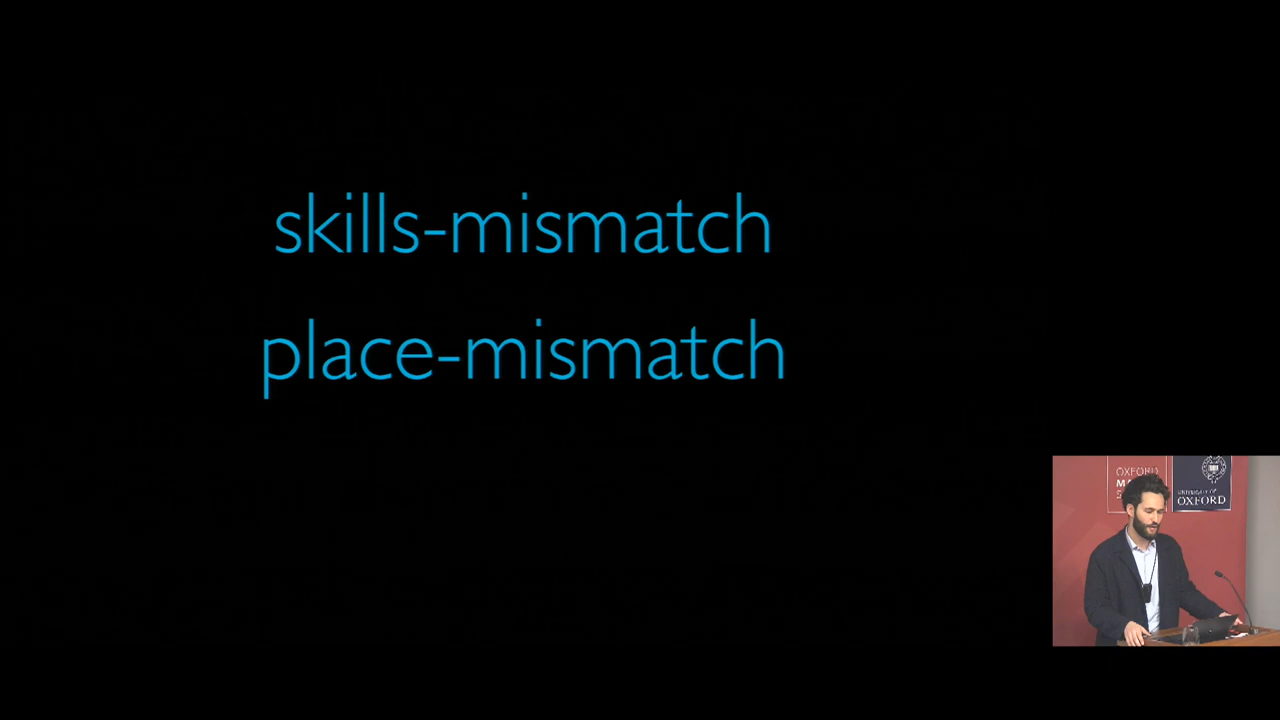 skills-mismatch
place-mismatch
OXFORD
UNIVERSITY OF
OXFORD